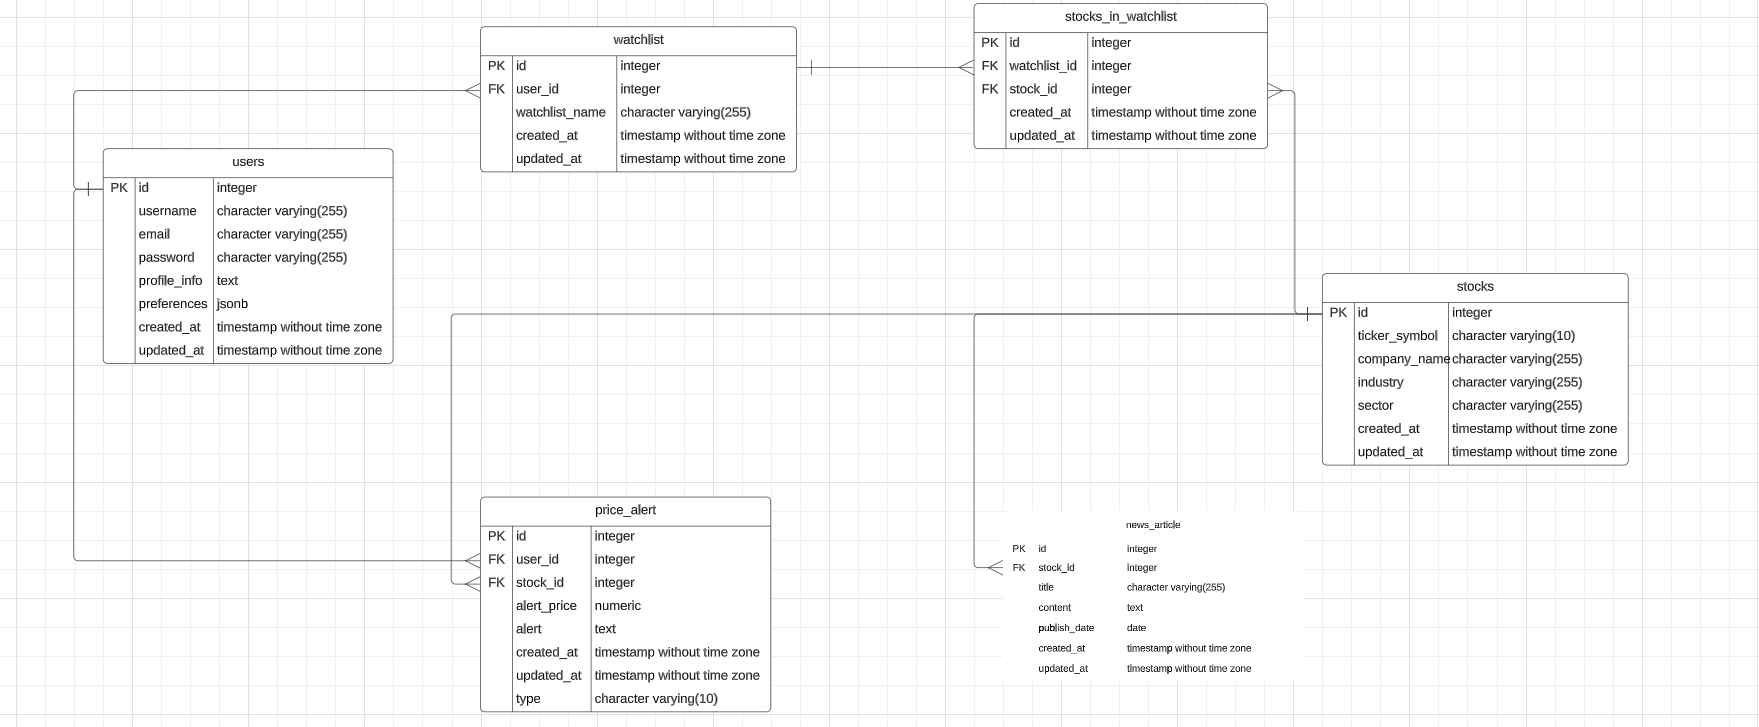 watchlist
PK id integer
FK user_id integer
watchlist_name character varying(255)
created_at timestamp without time zone
updated_at timestamp without time zone
stocks_in_watchlist
PK id integer
FK watchlist_id integer
FK stock_id integer
created_at timestamp without time zone
updated_at timestamp without time zone
users
PK id integer
username character varying(255)
email character varying(255)
password character varying(255)
profile_info text
preferences jsonb
created_at timestamp without time zone
updated_at timestamp without time zone
stocks
PK id integer
ticker_symbol character varying(10)
company_name character varying(255)
industry character varying(255)
sector character varying(255)
created_at timestamp without time zone
updated_at timestamp without time zone
price_alert
PK id integer
FK user_id integer
FK stock_id integer
alert_price numeric
alert text
created_at timestamp without time zone
updated_at timestamp without time zone
type character varying(10)
news_article
PK id integer
FK stock_id integer
title character varying(255)
content text
publish_date date
created_at timestamp without time zone
updated_at timestamp without time zone